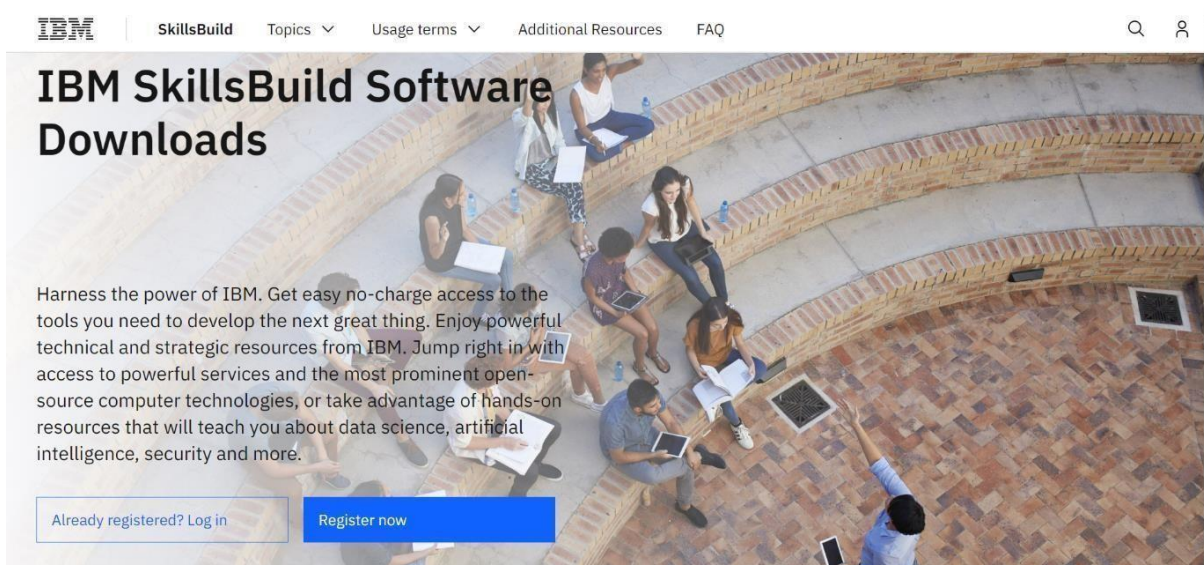 IBM SkillsBuild Topics Usage terms Additional Resources FAQ
IBM SkillsBuild Software
Downloads
Harness the power of IBM. Get easy no-charge access to the
tools you need to develop the next great thing. Enjoy powerful
technical and strategic resources from IBM. Jump right in with
access to powerful services and the most prominent open-
source computer technologies, or take advantage of hands-on
resources that will teach you about data science, artificial
intelligence, security and more.
Already registered? Log in Register now